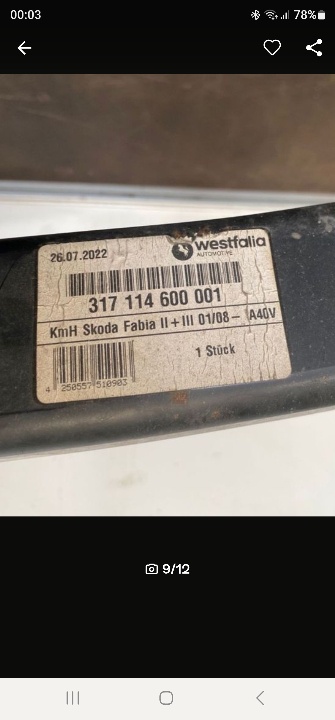 00:03
78%
26.07.2022
westfalia
AUTOMOTIVE
317 114 600 001
KmH Skoda Fabia II+III 01/08- A40V
1 Stück
4 250557 510903
9/12